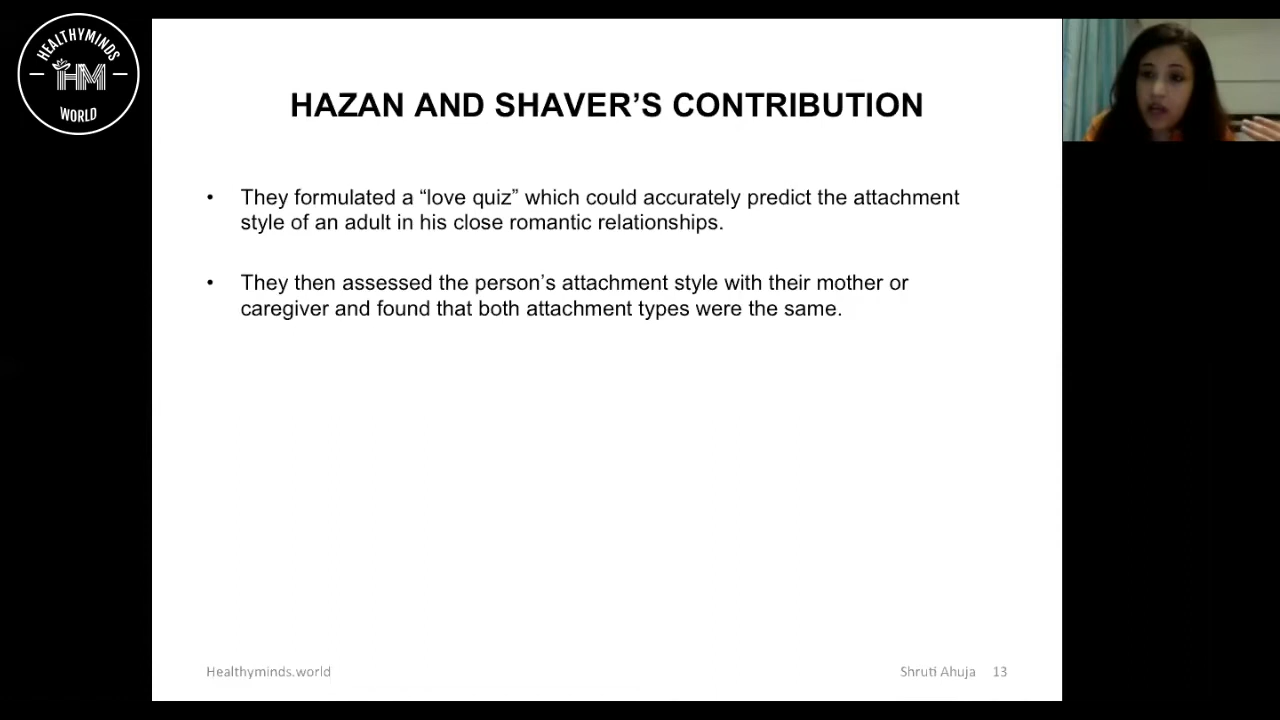 HEALTHYMINDS
HM
WORLD
HAZAN AND SHAVER’S CONTRIBUTION
• They formulated a “love quiz” which could accurately predict the attachment
style of an adult in his close romantic relationships.
• They then assessed the person’s attachment style with their mother or
caregiver and found that both attachment types were the same.
Healthyminds.world
Shruti Ahuja 13